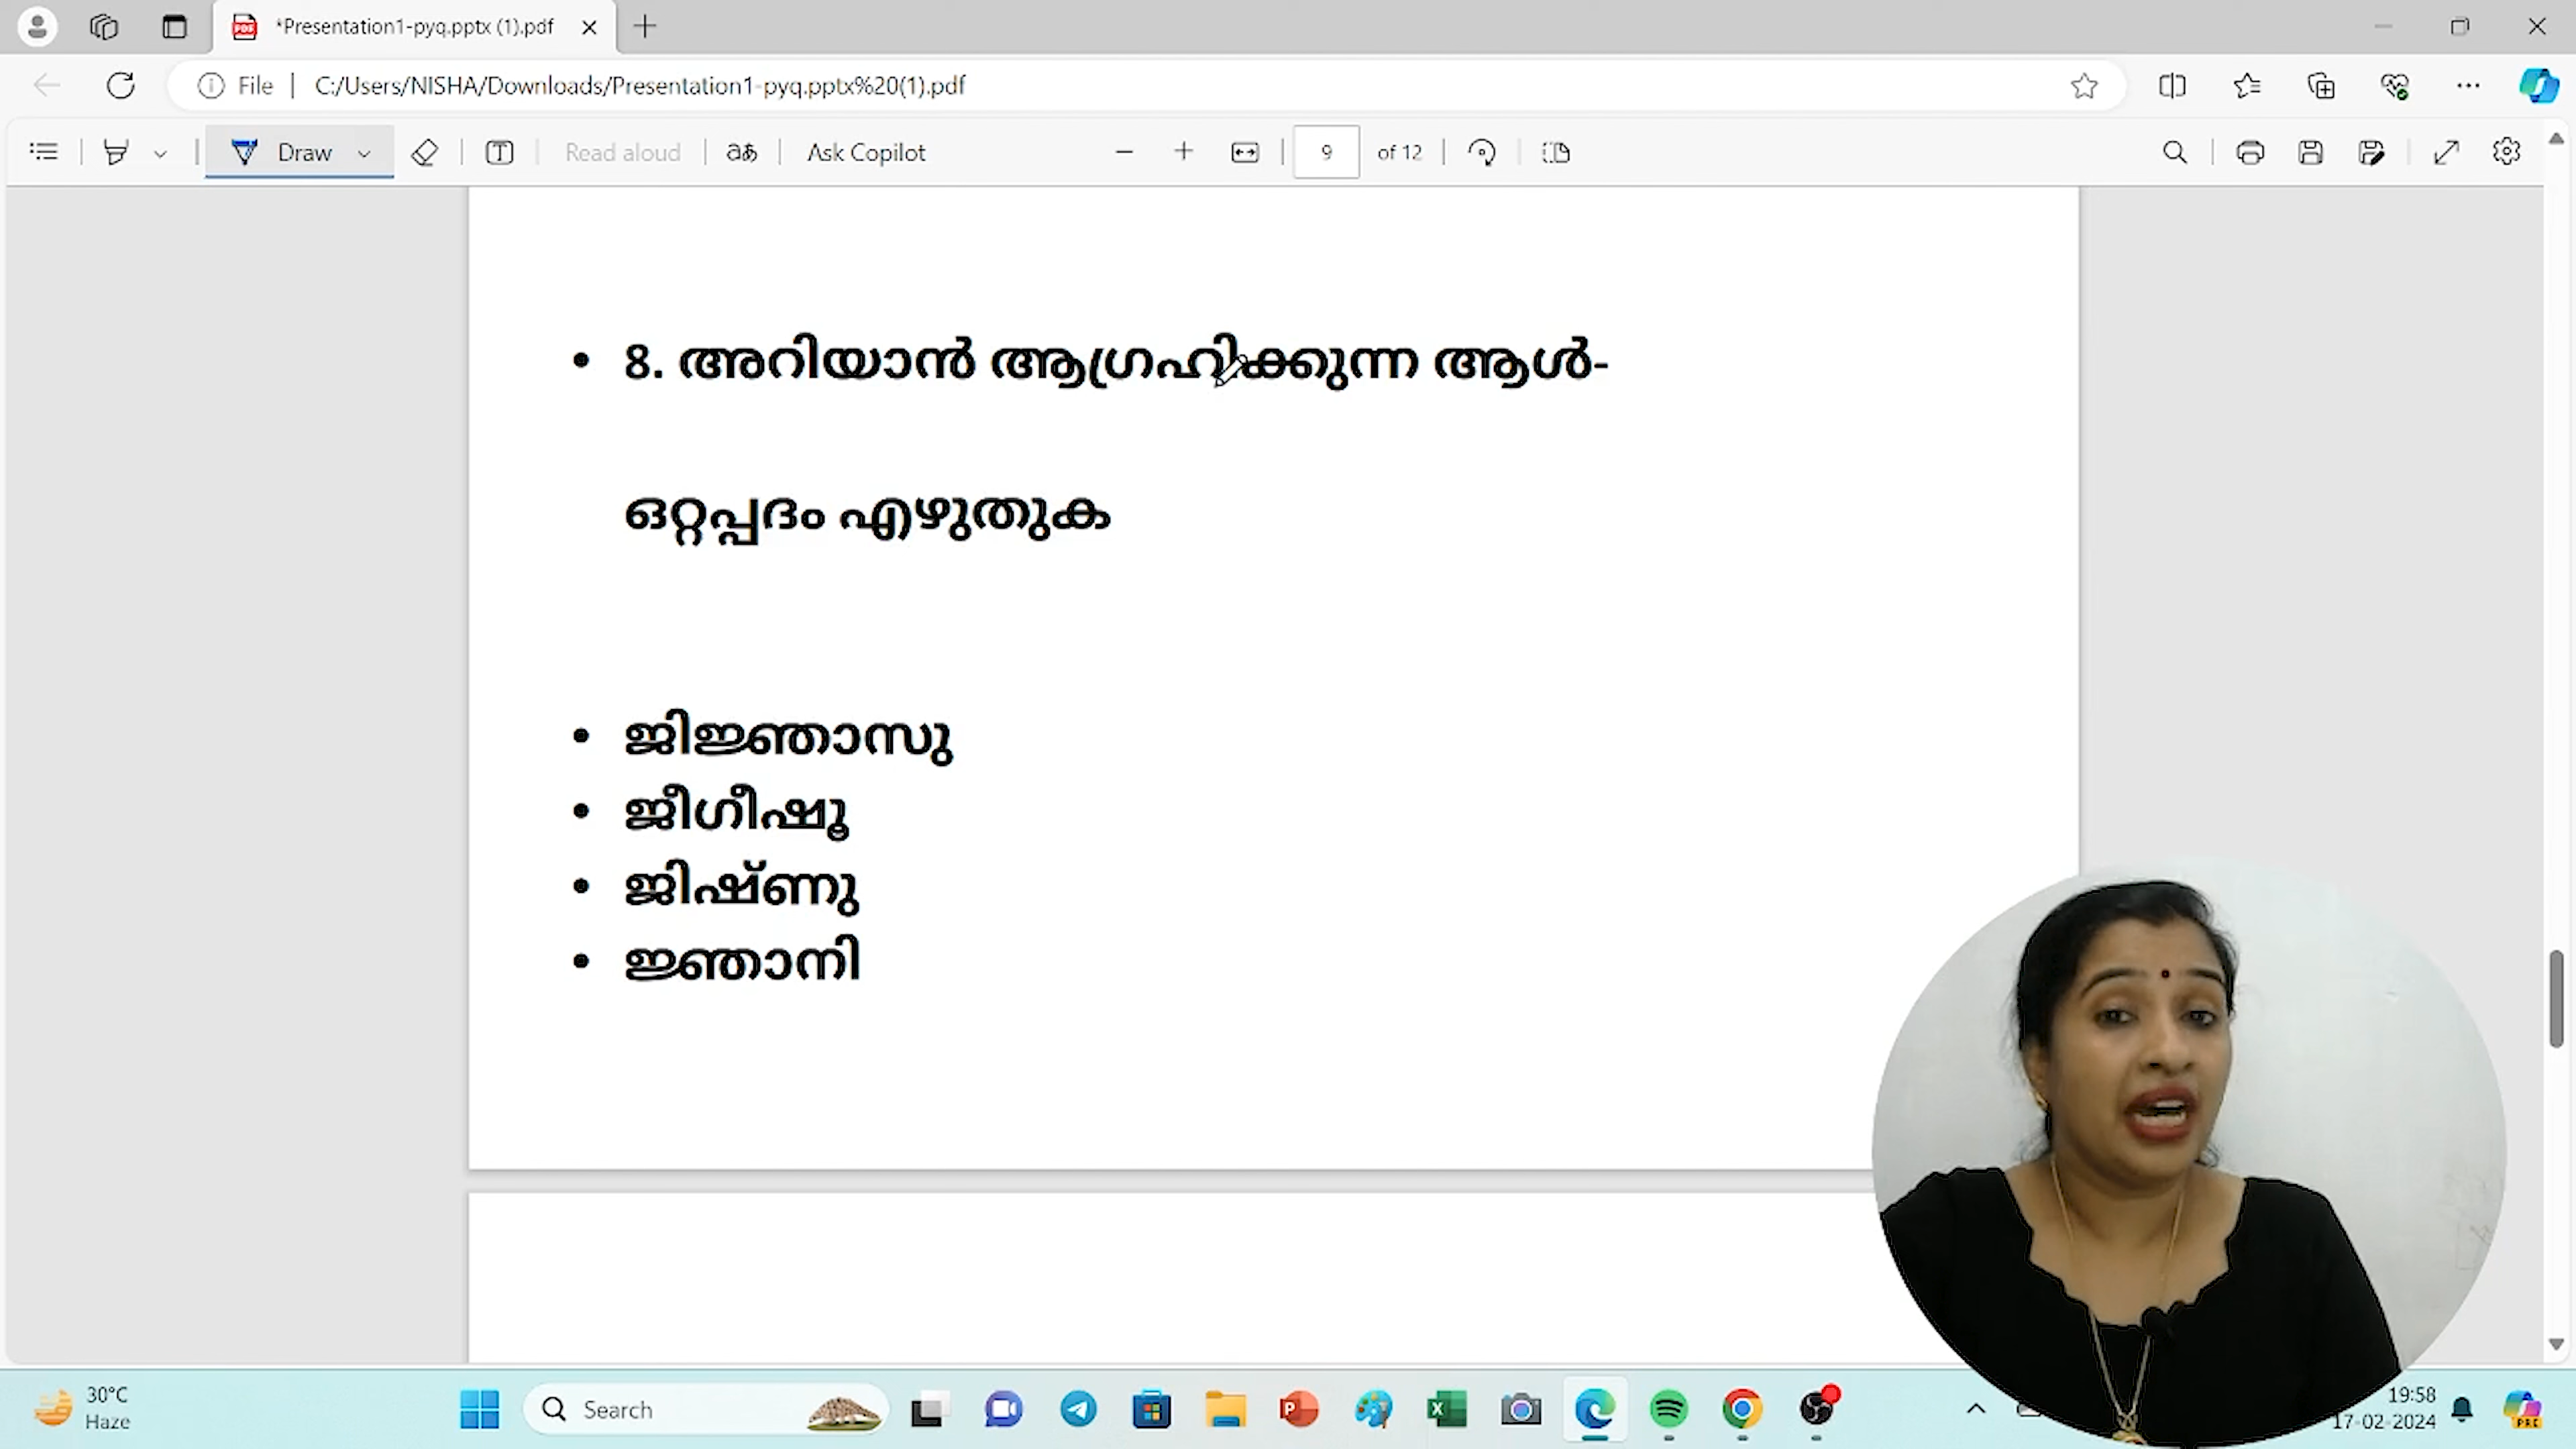 *Presentation1-pyq.pptx (1).pdf
File | C:/Users/NISHA/Downloads/Presentation1-pyq.pptx%20(1).pdf
Draw Read aloud Ask Copilot 9 of 12
• 8. അറിയാൻ ആഗ്രഹിക്കുന്ന ആൾ-
ഒറ്റപ്പദം എഴുതുക
• ജിജ്ഞാസു
• ജീഗീഷൂ
• ജിഷ്ണു
• ജ്ഞാനി
30°C
Haze
Search
19:58
17-02-2024
PRE